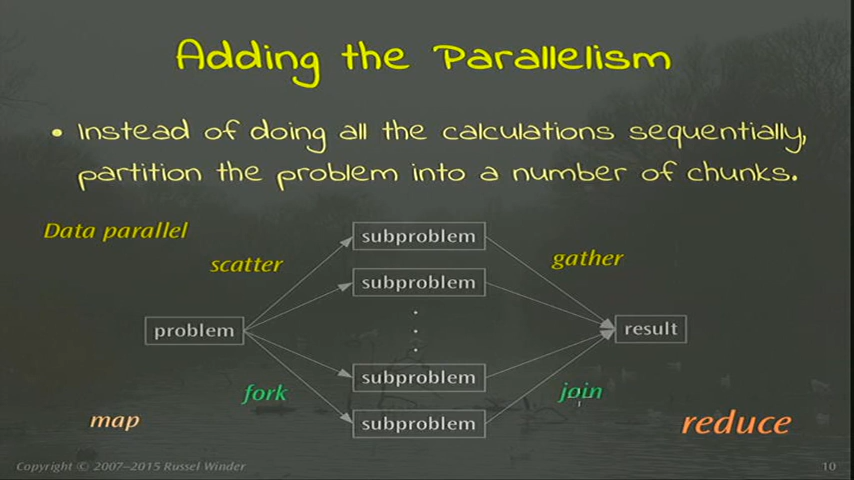 Adding the Parallelism
• Instead of doing all the calculations sequentially,
partition the problem into a number of chunks.
Data parallel
subproblem
scatter
gather
subproblem
problem
result
subproblem
fork
join
map
subproblem
reduce
Copyright © 2007–2015 Russel Winder
10